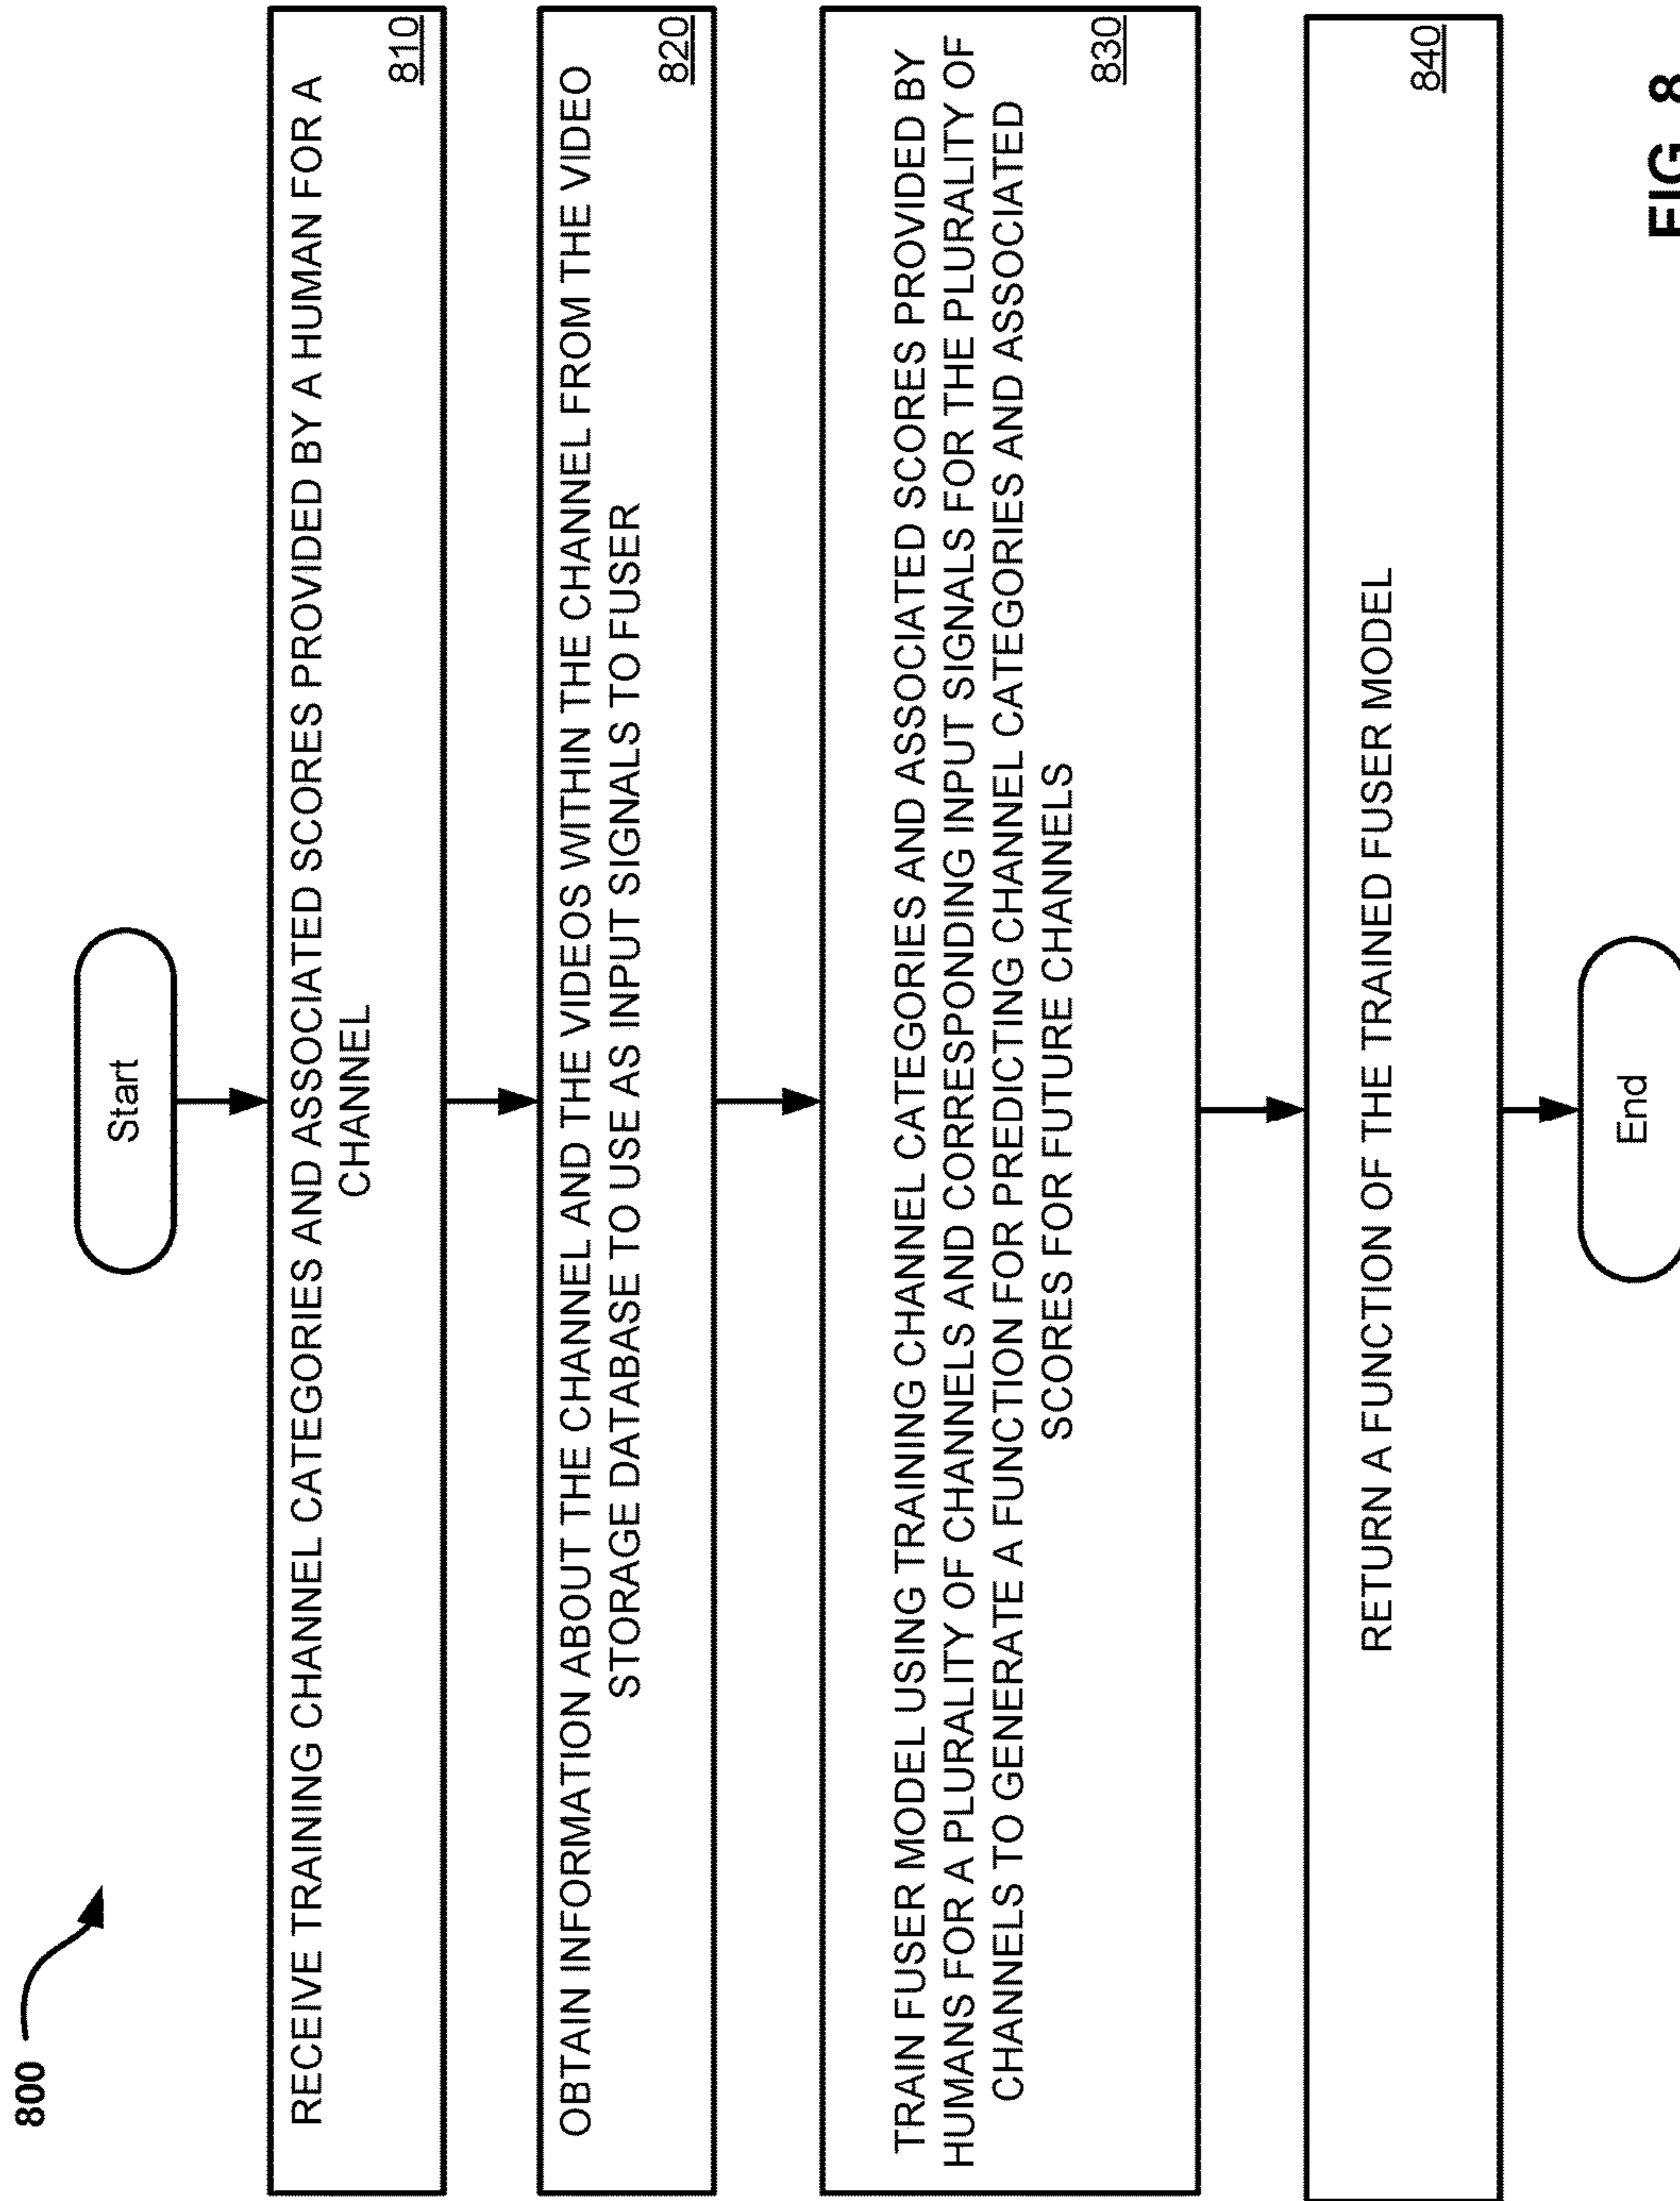 800
Start
RECEIVE TRAINING CHANNEL CATEGORIES AND ASSOCIATED SCORES PROVIDED BY A HUMAN FOR A
CHANNEL
810
OBTAIN INFORMATION ABOUT THE CHANNEL AND THE VIDEOS WITHIN THE CHANNEL FROM THE VIDEO
STORAGE DATABASE TO USE AS INPUT SIGNALS TO FUSER
820
TRAIN FUSER MODEL USING TRAINING CHANNEL CATEGORIES AND ASSOCIATED SCORES PROVIDED BY
HUMANS FOR A PLURALITY OF CHANNELS AND CORRESPONDING INPUT SIGNALS FOR THE PLURALITY OF
CHANNELS TO GENERATE A FUNCTION FOR PREDICTING CHANNEL CATEGORIES AND ASSOCIATED
SCORES FOR FUTURE CHANNELS
830
RETURN A FUNCTION OF THE TRAINED FUSER MODEL
840
End
FIG. 8